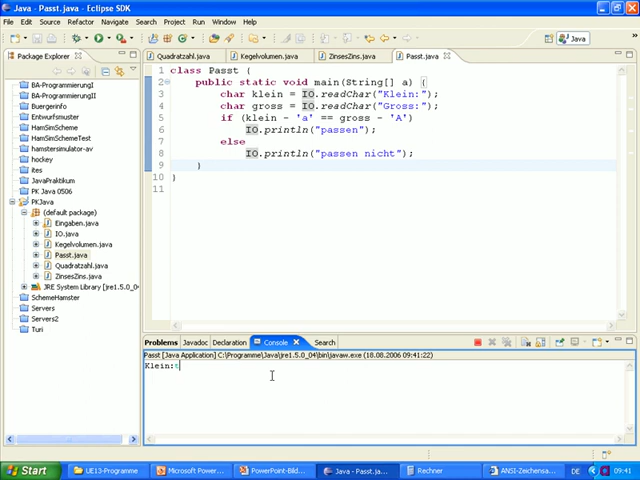 Java - Passt.java - Eclipse SDK
File Edit Source Refactor Navigate Search Project Run Window Help
Java
Package Explorer
BA-ProgrammierungI
BA-ProgrammierungII
Buergerinfo
Entwurfsmuster
HamSimScheme
HamSimSchemeTest
hamstersimulator-av
hockey
ites
JavaPraktikum
PK Java 0506
PKJava
(default package)
Eingaben.java
IO.java
Kegelvolumen.java
Passt.java
Quadratzahl.java
ZinsesZins.java
JRE System Library [jre1.5.0_04
SchemeHamster
Servers
Servers2
Turi
Quadratzahl.java Kegelvolumen.java ZinsesZins.java Passt.java
1 class Passt {
2 public static void main(String[] a) {
3 char klein = IO.readChar("Klein:");
4 char gross = IO.readChar("Gross:");
5 if (klein - 'a' == gross - 'A')
6 IO.println("passen");
7 else
8 IO.println("passen nicht");
9 }
10 }
11
Problems Javadoc Declaration Console Search
Passt [Java Application] C:\Programme\Java\jre1.5.0_04\bin\javaw.exe (18.08.2006 09:41:22)
Klein:t
Start UE13-Programme Microsoft Power... PowerPoint-Bild... Java - Passt.ja... Rechner ANSI-Zeichensa... DE 09:41